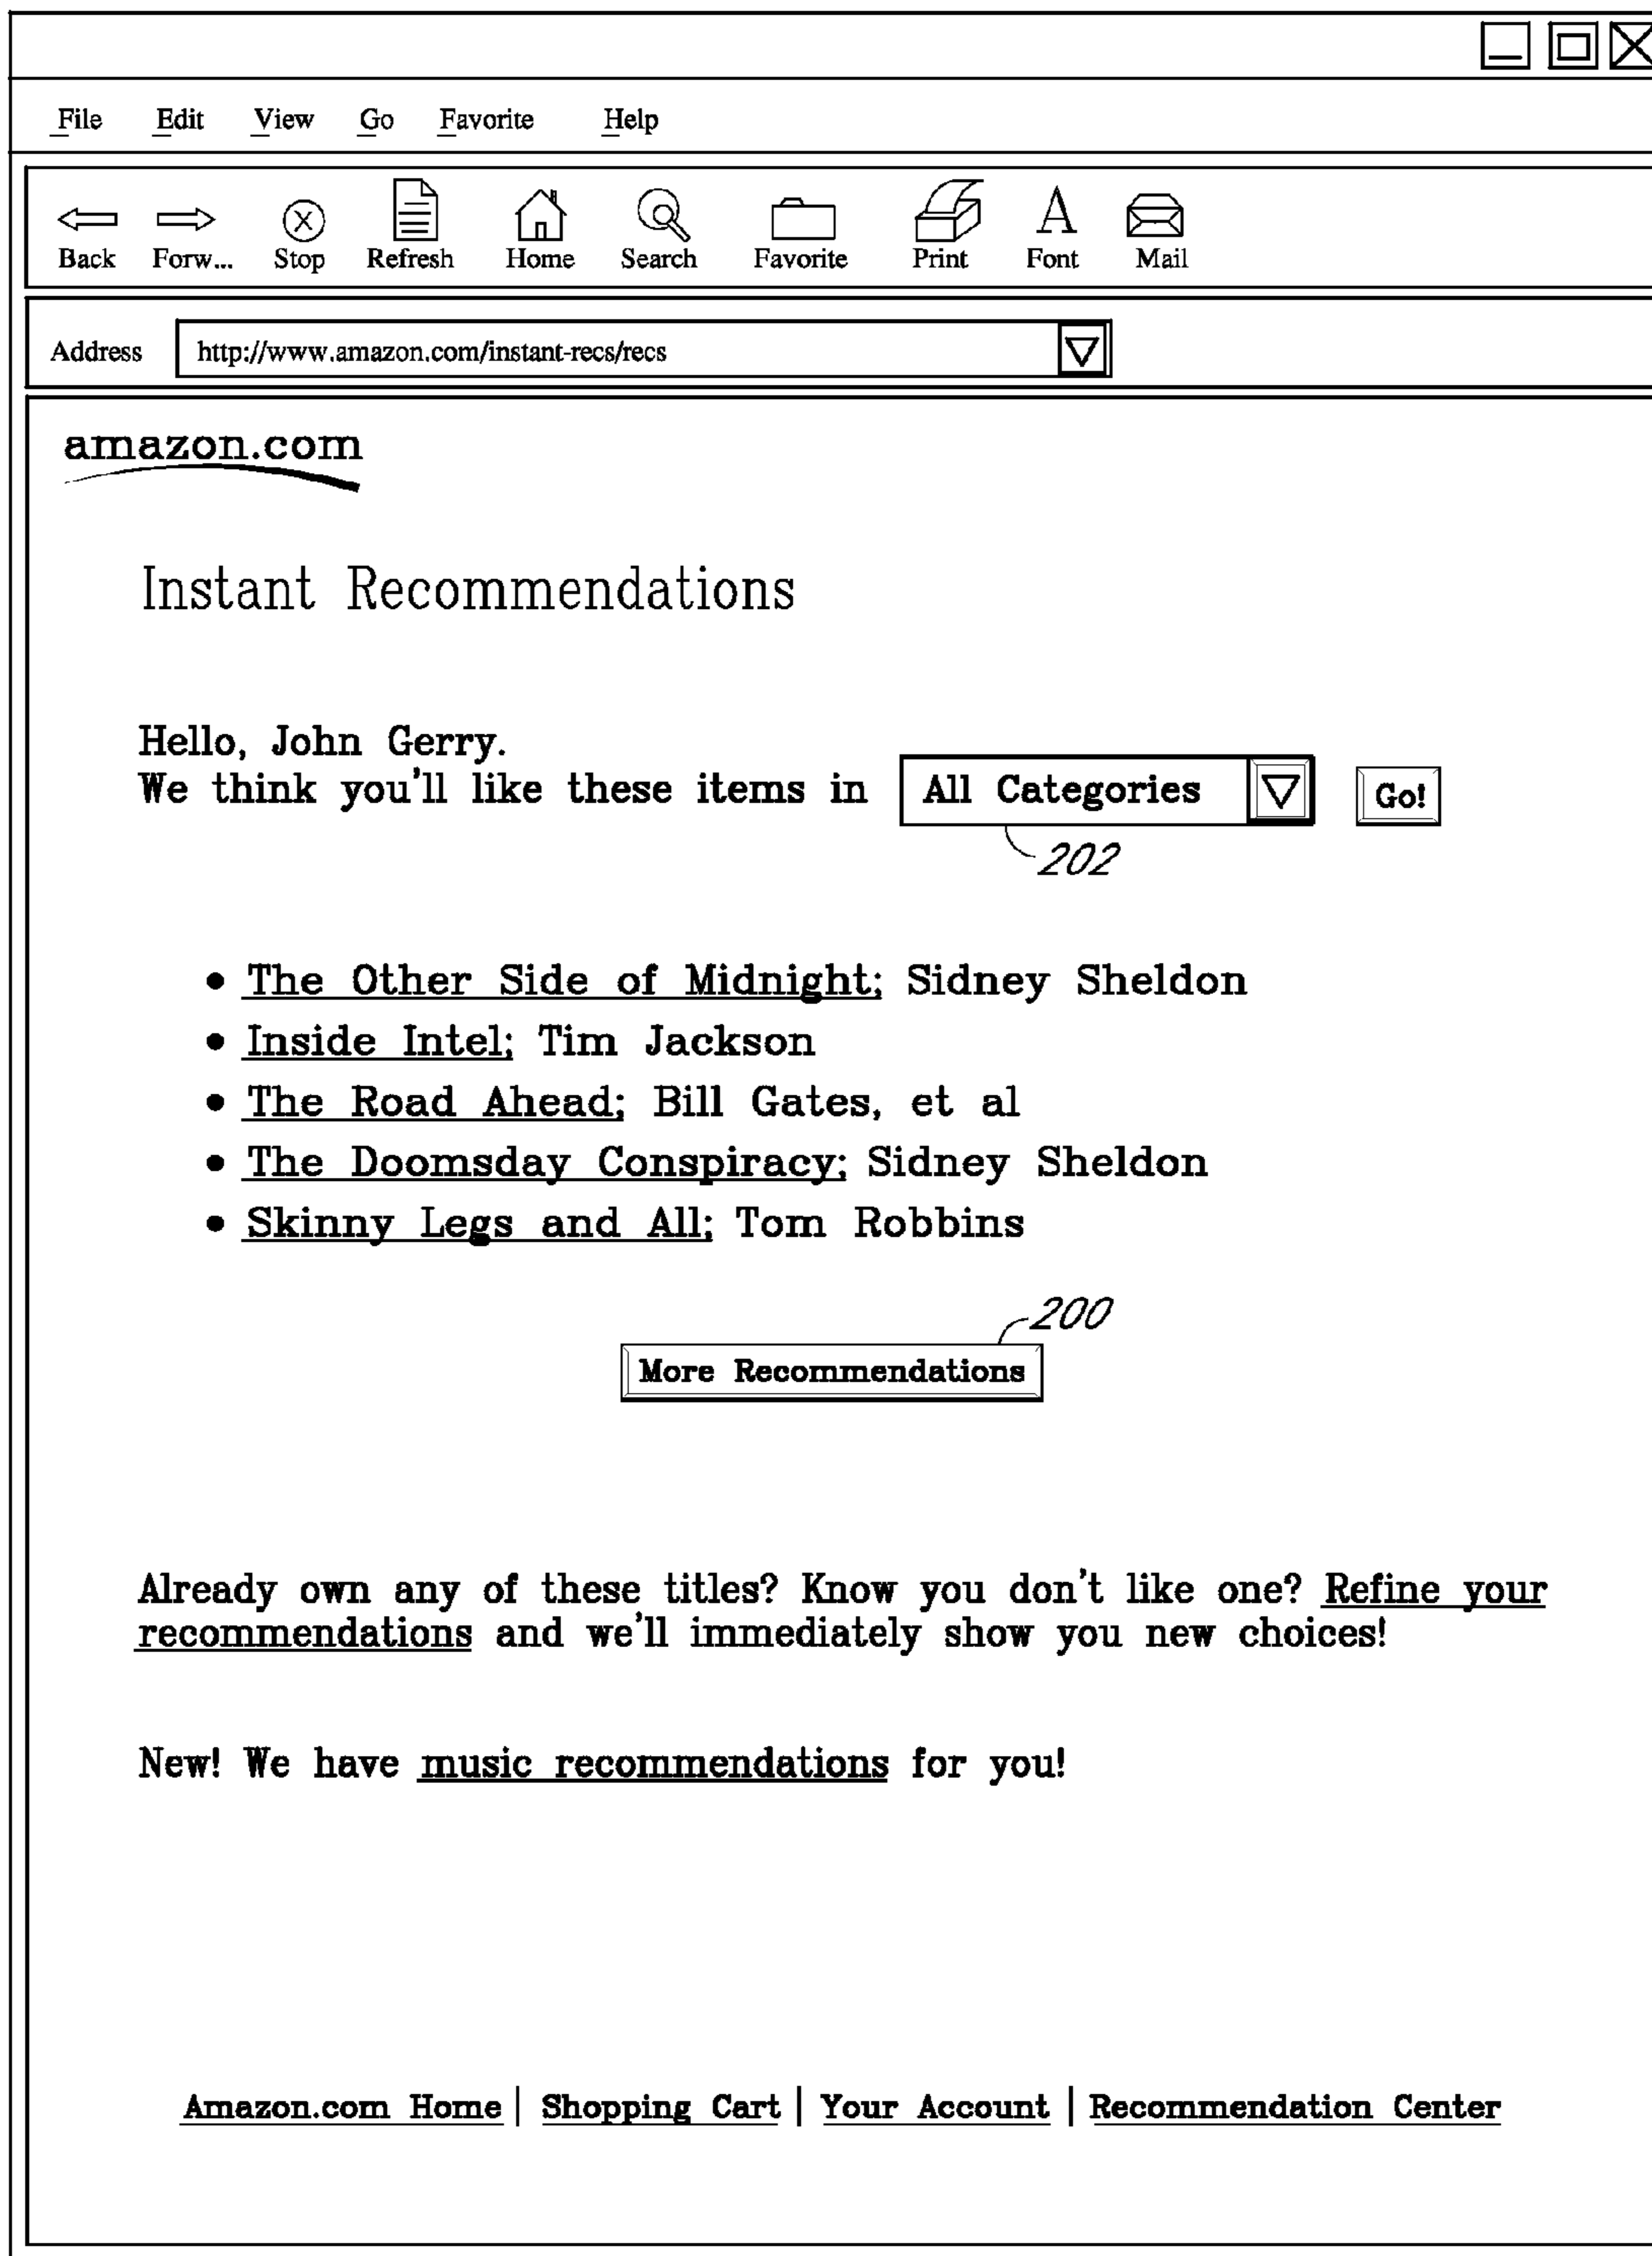 File Edit View Go Favorite Help
A
Back Forw... Stop Refresh Home Search Favorite Print Font Mail
Address http://www.amazon.com/instant-recs/recs
amazon.com
Instant Recommendations
Hello, John Gerry.
We think you'll like these items in All Categories Go!
202
• The Other Side of Midnight; Sidney Sheldon
• Inside Intel; Tim Jackson
• The Road Ahead; Bill Gates, et al
• The Doomsday Conspiracy; Sidney Sheldon
• Skinny Legs and All; Tom Robbins
200
More Recommendations
Already own any of these titles? Know you don't like one? Refine your
recommendations and we'll immediately show you new choices!
New! We have music recommendations for you!
Amazon.com Home | Shopping Cart | Your Account | Recommendation Center